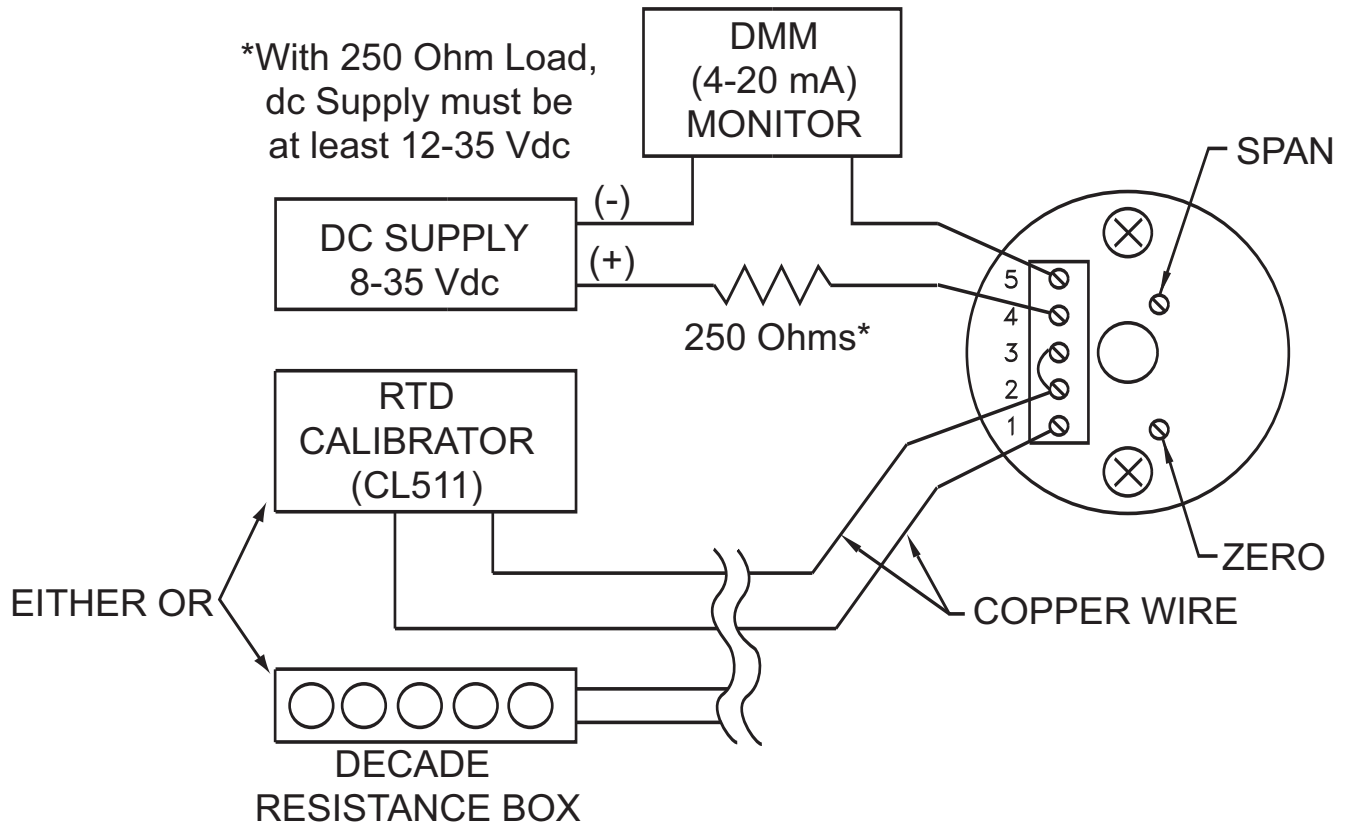 *With 250 Ohm Load,
dc Supply must be
at least 12-35 Vdc
DMM
(4-20 mA)
MONITOR
SPAN
DC SUPPLY
8-35 Vdc
(-)
(+)
250 Ohms*
5
4
3
2
1
RTD
CALIBRATOR
(CL511)
ZERO
EITHER OR
COPPER WIRE
DECADE
RESISTANCE BOX